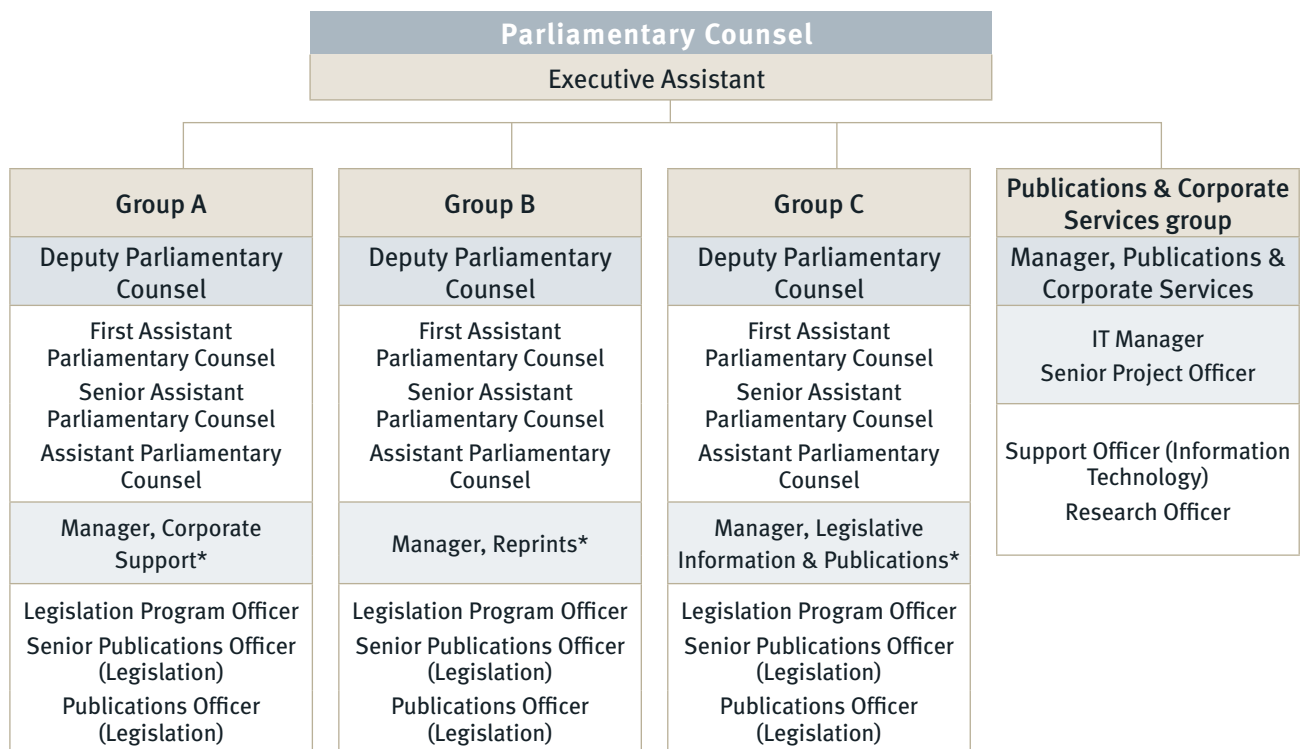 Parliamentary Counsel
Executive Assistant
Group A
Deputy Parliamentary
Counsel
First Assistant
Parliamentary Counsel
Senior Assistant
Parliamentary Counsel
Assistant Parliamentary
Counsel
Manager, Corporate
Support*
Legislation Program Officer
Senior Publications Officer
(Legislation)
Publications Officer
(Legislation)
Group B
Deputy Parliamentary
Counsel
First Assistant
Parliamentary Counsel
Senior Assistant
Parliamentary Counsel
Assistant Parliamentary
Counsel
Manager, Reprints*
Legislation Program Officer
Senior Publications Officer
(Legislation)
Publications Officer
(Legislation)
Group C
Deputy Parliamentary
Counsel
First Assistant
Parliamentary Counsel
Senior Assistant
Parliamentary Counsel
Assistant Parliamentary
Counsel
Manager, Legislative
Information & Publications*
Legislation Program Officer
Senior Publications Officer
(Legislation)
Publications Officer
(Legislation)
Publications & Corporate
Services group
Manager, Publications &
Corporate Services
IT Manager
Senior Project Officer
Support Officer (Information
Technology)
Research Officer